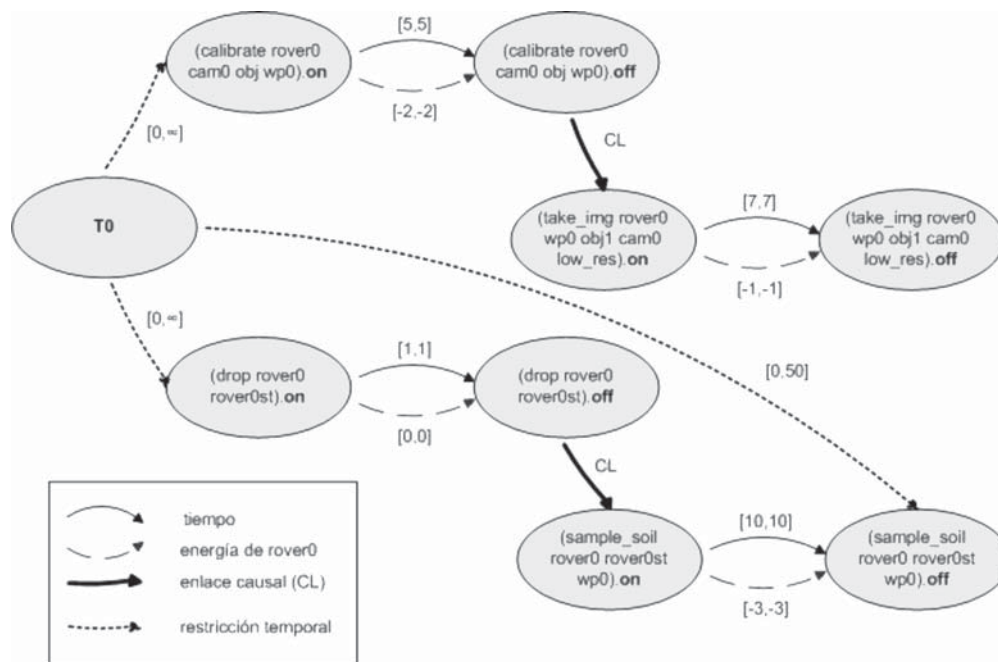 [5,5]
(calibrate rover0
cam0 obj wp0).on
(calibrate rover0
cam0 obj wp0).off
[-2,-2]
[0,∞]
CL
T0
(take_img rover0
wp0 obj1 cam0
low_res).on
[7,7]
(take_img rover0
wp0 obj1 cam0
low_res).off
[-1,-1]
[0,∞]
[1,1]
[0,50]
(drop rover0
rover0st).on
(drop rover0
rover0st).off
[0.0]
CL
tiempo
energía de rover0
enlace causal (CL)
restricción temporal
(sample_soil
rover0 rover0st
wp0).on
[10,10]
(sample_soil
rover0 rover0st
wp0).off
[-3,-3]